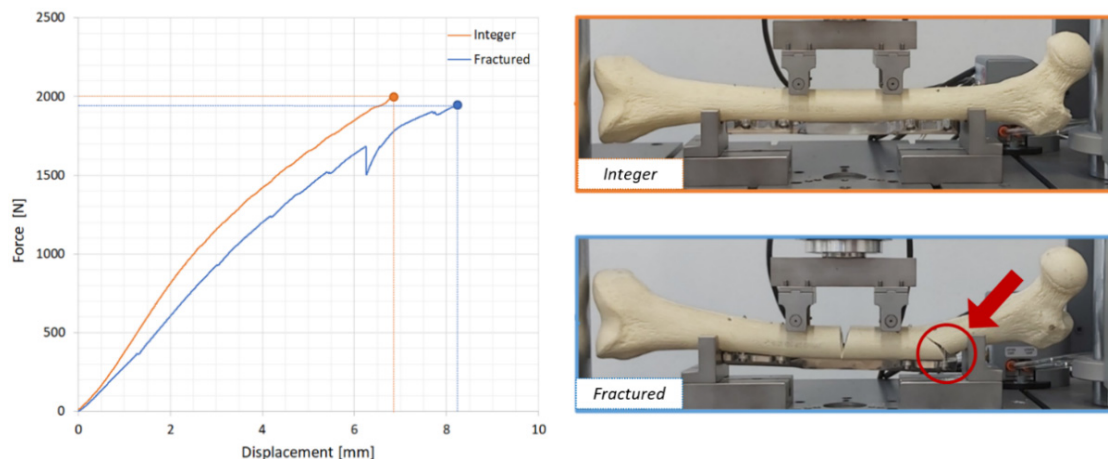 2500
2000
1500
1000
500
0
0 2 4 6 8 10
Force [N]
Displacement [mm]
Integer
Fractured
Integer
Fractured